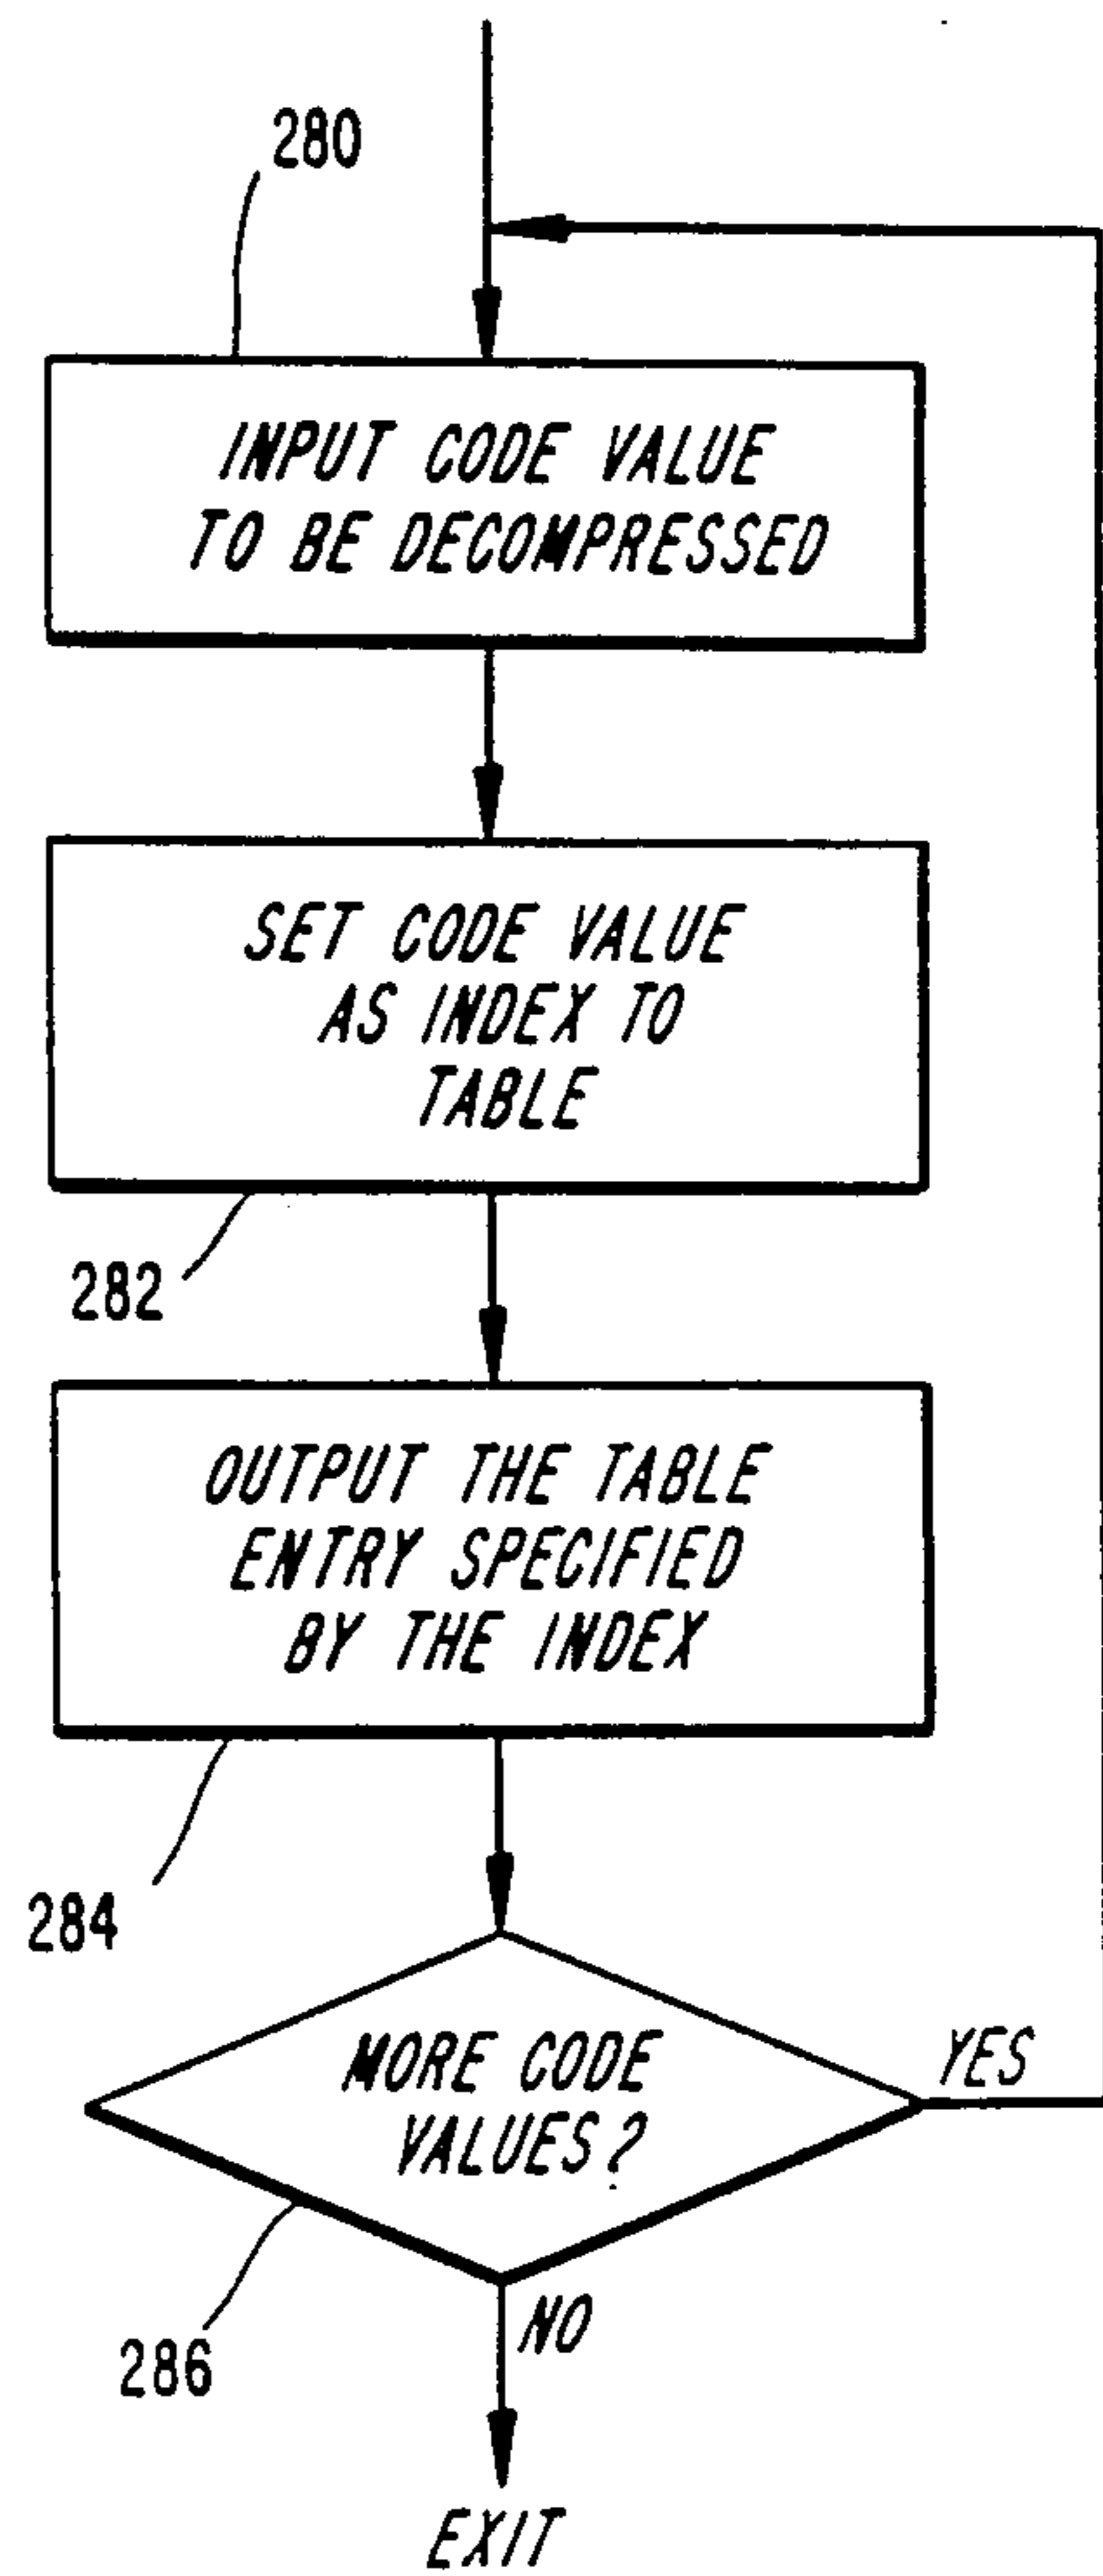 280
INPUT CODE VALUE
TO BE DECOMPRESSED
SET CODE VALUE
AS INDEX TO
TABLE
282
OUTPUT THE TABLE
ENTRY SPECIFIED
BY THE INDEX
284
MORE CODE
VALUES?
YES
286
NO
EXIT